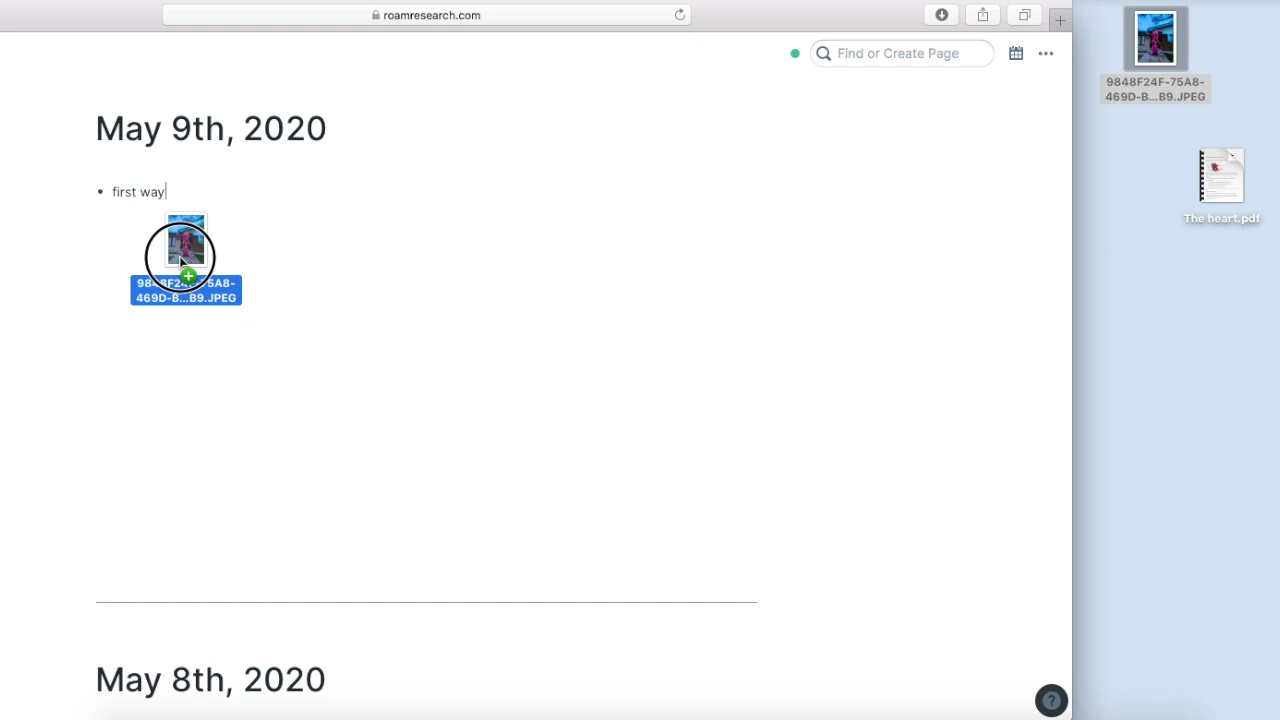 roamresearch.com
Find or Create Page
9848F24F-75A8-
469D-B...B9.JPEG
May 9th, 2020
first way
The heart.pdf
469D-B...B9.JPEG
May 8th, 2020
?